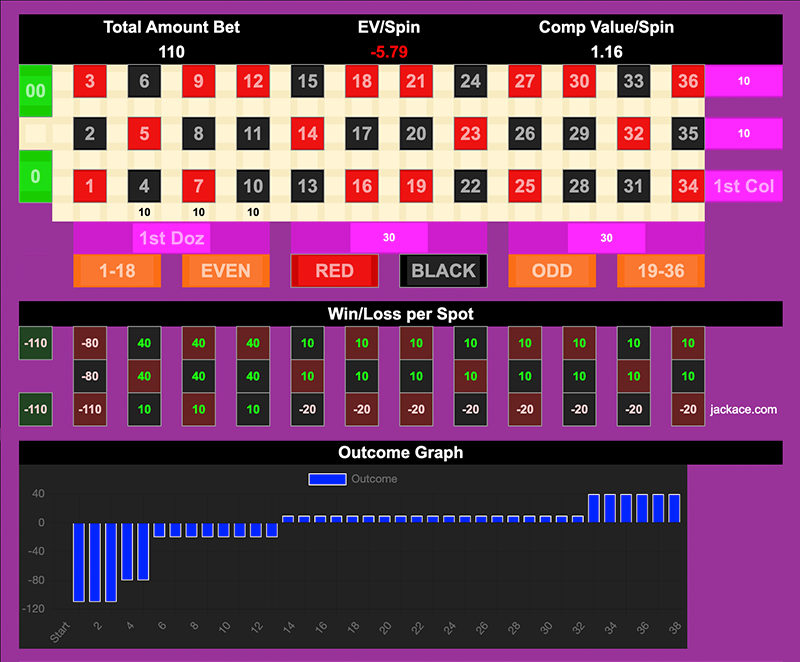 Total Amount Bet EV/Spin Comp Value/Spin
110 -5.79 1.16
00 3 6 9 12 15 18 21 24 27 30 33 36 10
2 5 8 11 14 17 20 23 26 29 32 35 10
0 1 4 7 10 13 16 19 22 25 28 31 34 1st Col
10 10 10
1st Doz 30 30
1-18 EVEN RED BLACK ODD 19-36
Win/Loss per Spot
-110 -80 40 40 40 10 10 10 10 10 10 10 10
-80 40 40 40 10 10 10 10 10 10 10 10
-110 -110 10 10 10 -20 -20 -20 -20 -20 -20 -20 -20 jackace.com
Outcome Graph
Outcome
40
0
-40
-80
-120
Start 2 4 6 8 10 12 14 16 18 20 22 24 26 28 30 32 34 36 38